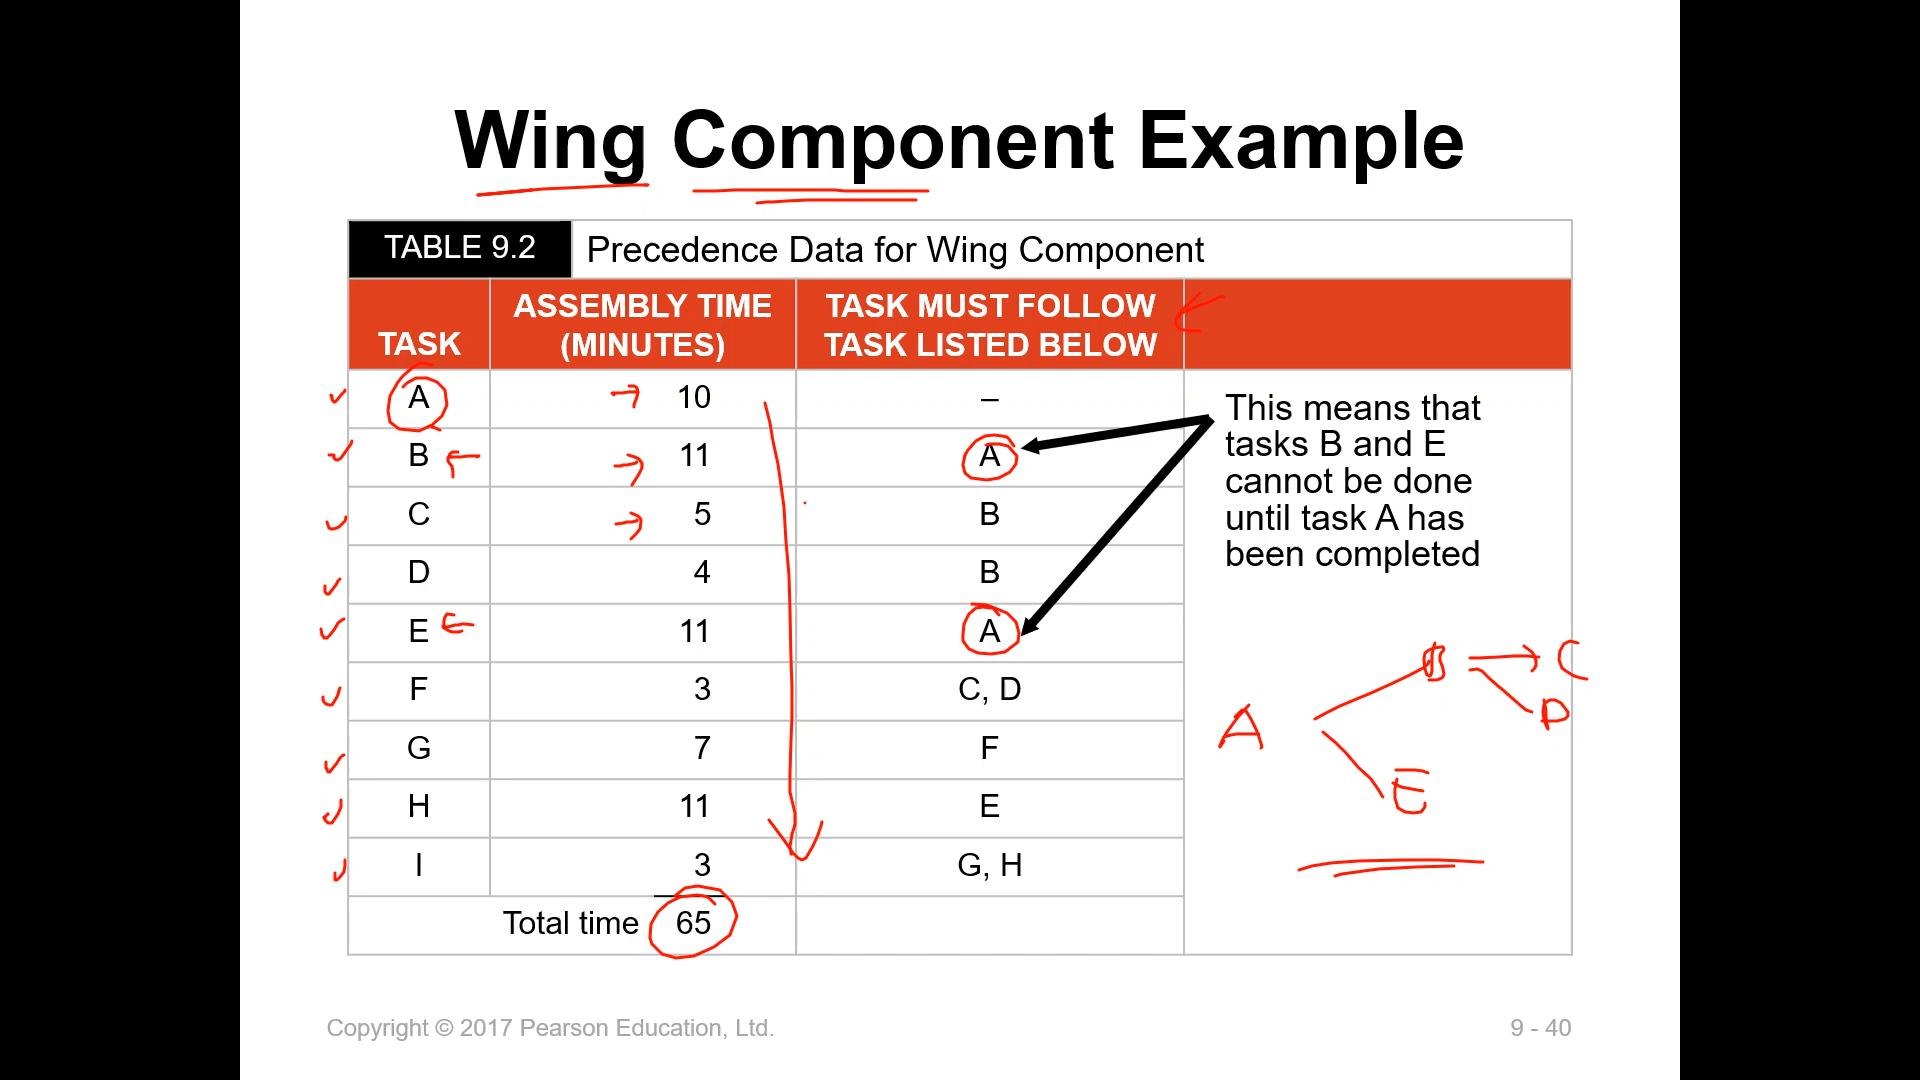 Wing Component Example
TABLE 9.2 Precedence Data for Wing Component
TASK ASSEMBLY TIME (MINUTES) TASK MUST FOLLOW TASK LISTED BELOW
A 10 –
B 11 A
C 5 B
D 4 B
E 11 A
F 3 C, D
G 7 F
H 11 E
I 3 G, H
Total time 65
This means that
tasks B and E
cannot be done
until task A has
been completed
B C
A D
E
Copyright © 2017 Pearson Education, Ltd. 9 - 40